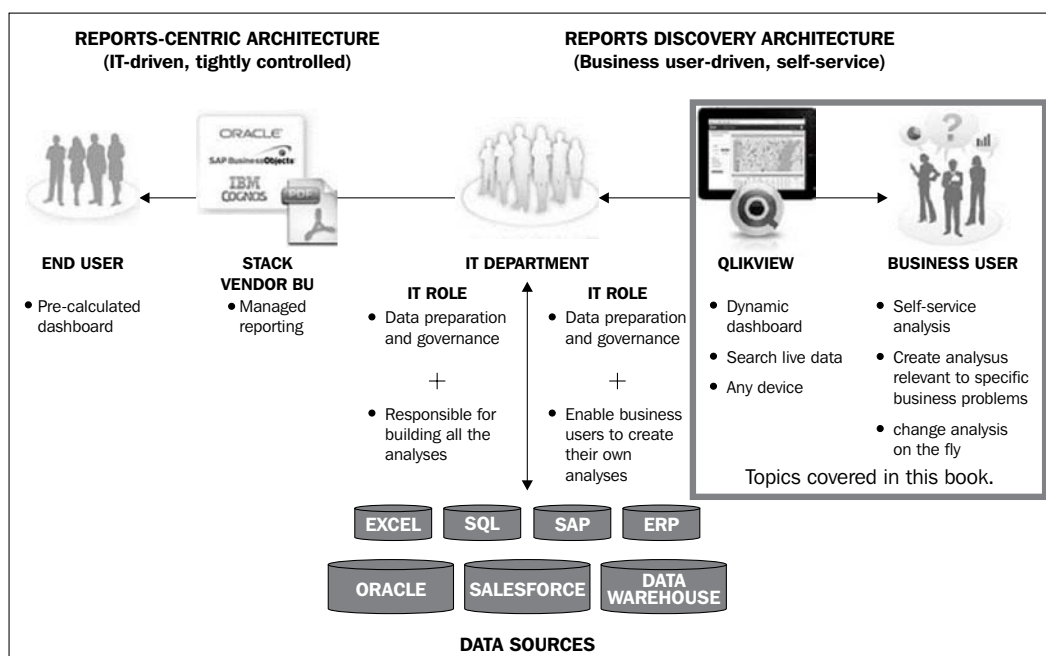 REPORTS-CENTRIC ARCHITECTURE
(IT-driven, tightly controlled)
REPORTS DISCOVERY ARCHITECTURE
(Business user-driven, self-service)
ORACLE
SAP BusinessObjects
IBM
COGNOS
PDF
?
END USER
• Pre-calculated
dashboard
STACK
VENDOR BU
• Managed
reporting
IT DEPARTMENT
IT ROLE
• Data preparation
and governance
+
• Responsible for
building all the
analyses
IT ROLE
• Data preparation
and governance
+
• Enable business
users to create
their own
analyses
QLIKVIEW
• Dynamic
dashboard
• Search live data
• Any device
BUSINESS USER
• Self-service
analysis
• Create analysus
relevant to specific
business problems
• change analysis
on the fly
Topics covered in this book.
EXCEL
SQL
SAP
ERP
ORACLE
SALESFORCE
DATA
WAREHOUSE
DATA SOURCES